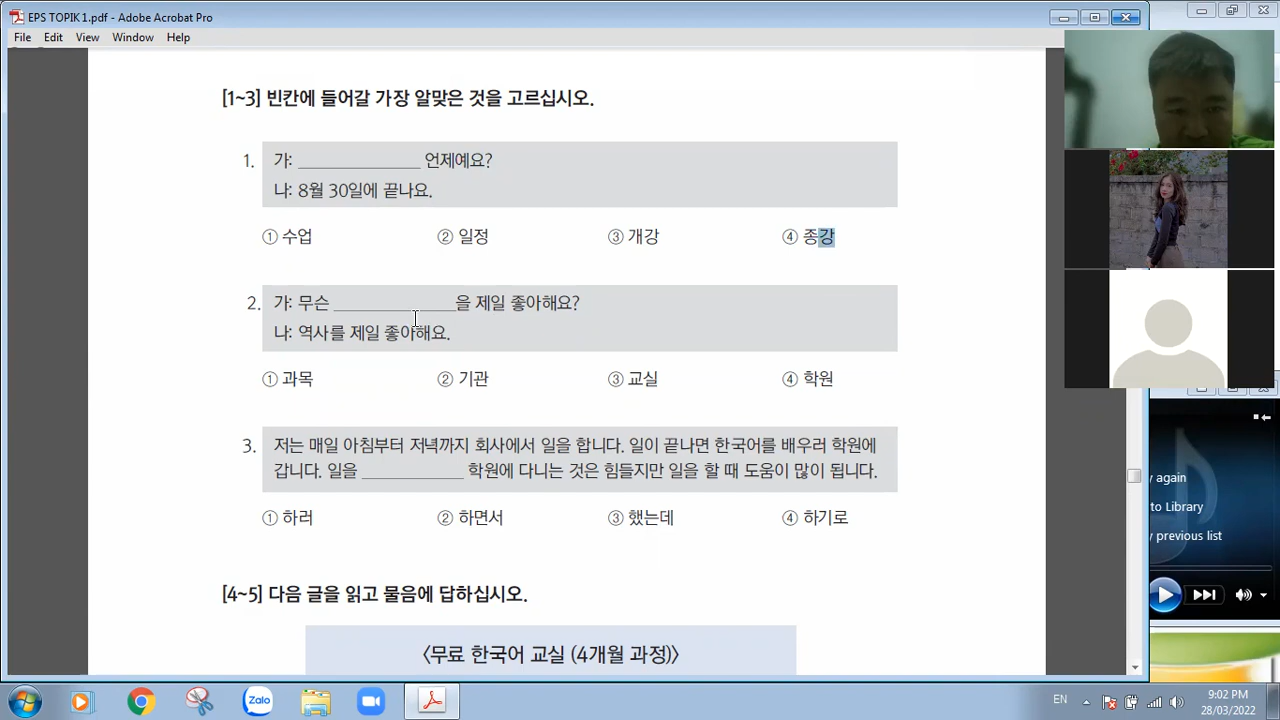 EPS TOPIK 1.pdf - Adobe Acrobat Pro
File Edit View Window Help
[1~3] 빈칸에 들어갈 가장 알맞은 것을 고르십시오.
1. 가: ____________ 언제예요?
나: 8월 30일에 끝나요.
① 수업 ② 일정 ③ 개강 ④ 종강
2. 가: 무슨 ____________을 제일 좋아해요?
나: 역사를 제일 좋아해요.
① 과목 ② 기관 ③ 교실 ④ 학원
3. 저는 매일 아침부터 저녁까지 회사에서 일을 합니다. 일이 끝나면 한국어를 배우러 학원에
갑니다. 일을 ____________ 학원에 다니는 것은 힘들지만 일을 할 때 도움이 많이 됩니다.
① 하러 ② 하면서 ③ 했는데 ④ 하기로
[4~5] 다음 글을 읽고 물음에 답하십시오.
〈무료 한국어 교실 (4개월 과정)〉
y again
to Library
y previous list
Zalo
EN
9:02 PM
28/03/2022